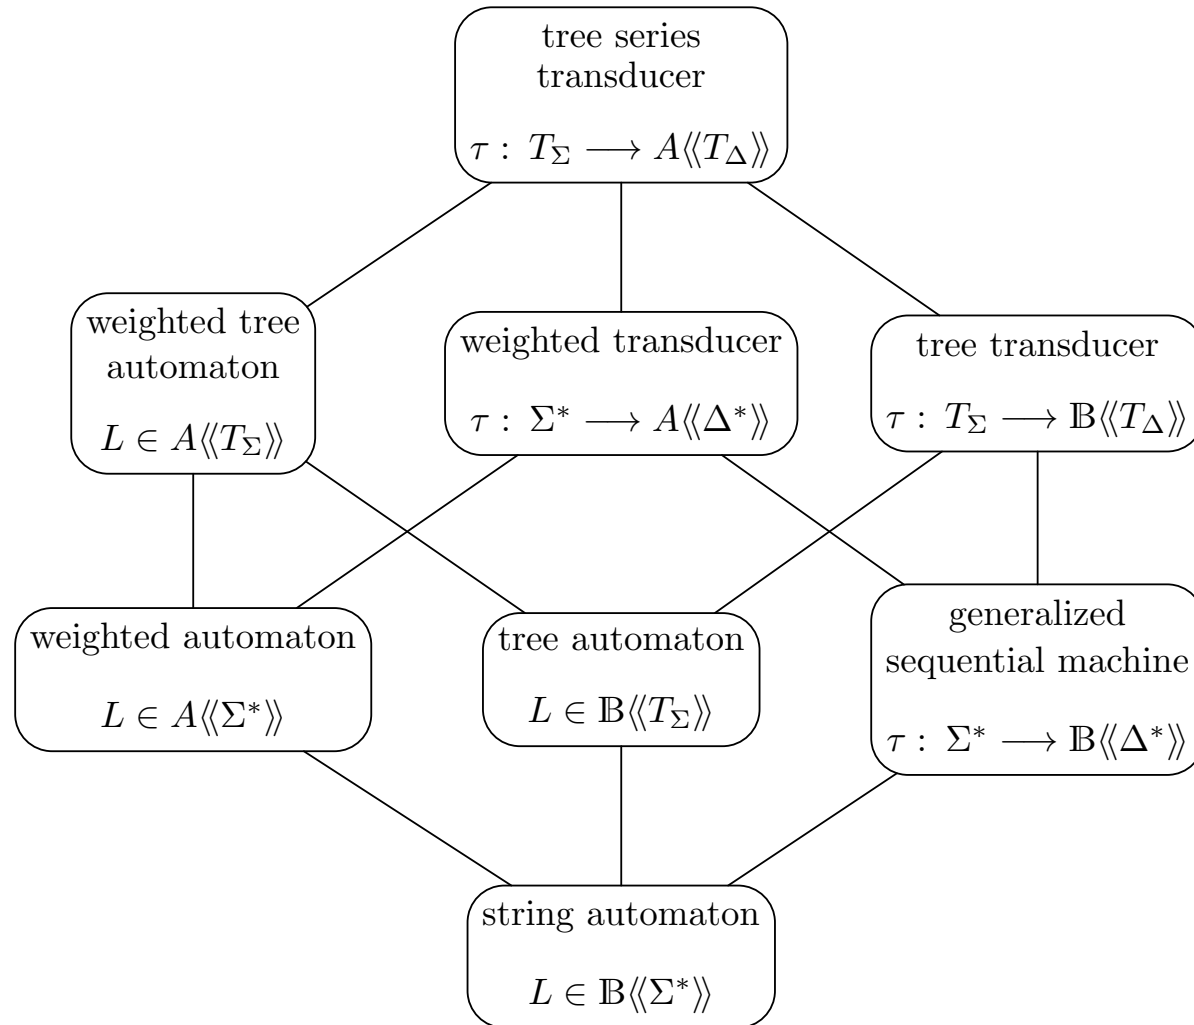 tree series
transducer
τ : T_Σ ⟶ A⟪T_Δ⟫
weighted tree
automaton
L ∈ A⟪T_Σ⟫
weighted transducer
τ : Σ* ⟶ A⟪Δ*⟫
tree transducer
τ : T_Σ ⟶ 𝔹⟪T_Δ⟫
weighted automaton
L ∈ A⟪Σ*⟫
tree automaton
L ∈ 𝔹⟪T_Σ⟫
generalized
sequential machine
τ : Σ* ⟶ 𝔹⟪Δ*⟫
string automaton
L ∈ 𝔹⟪Σ*⟫